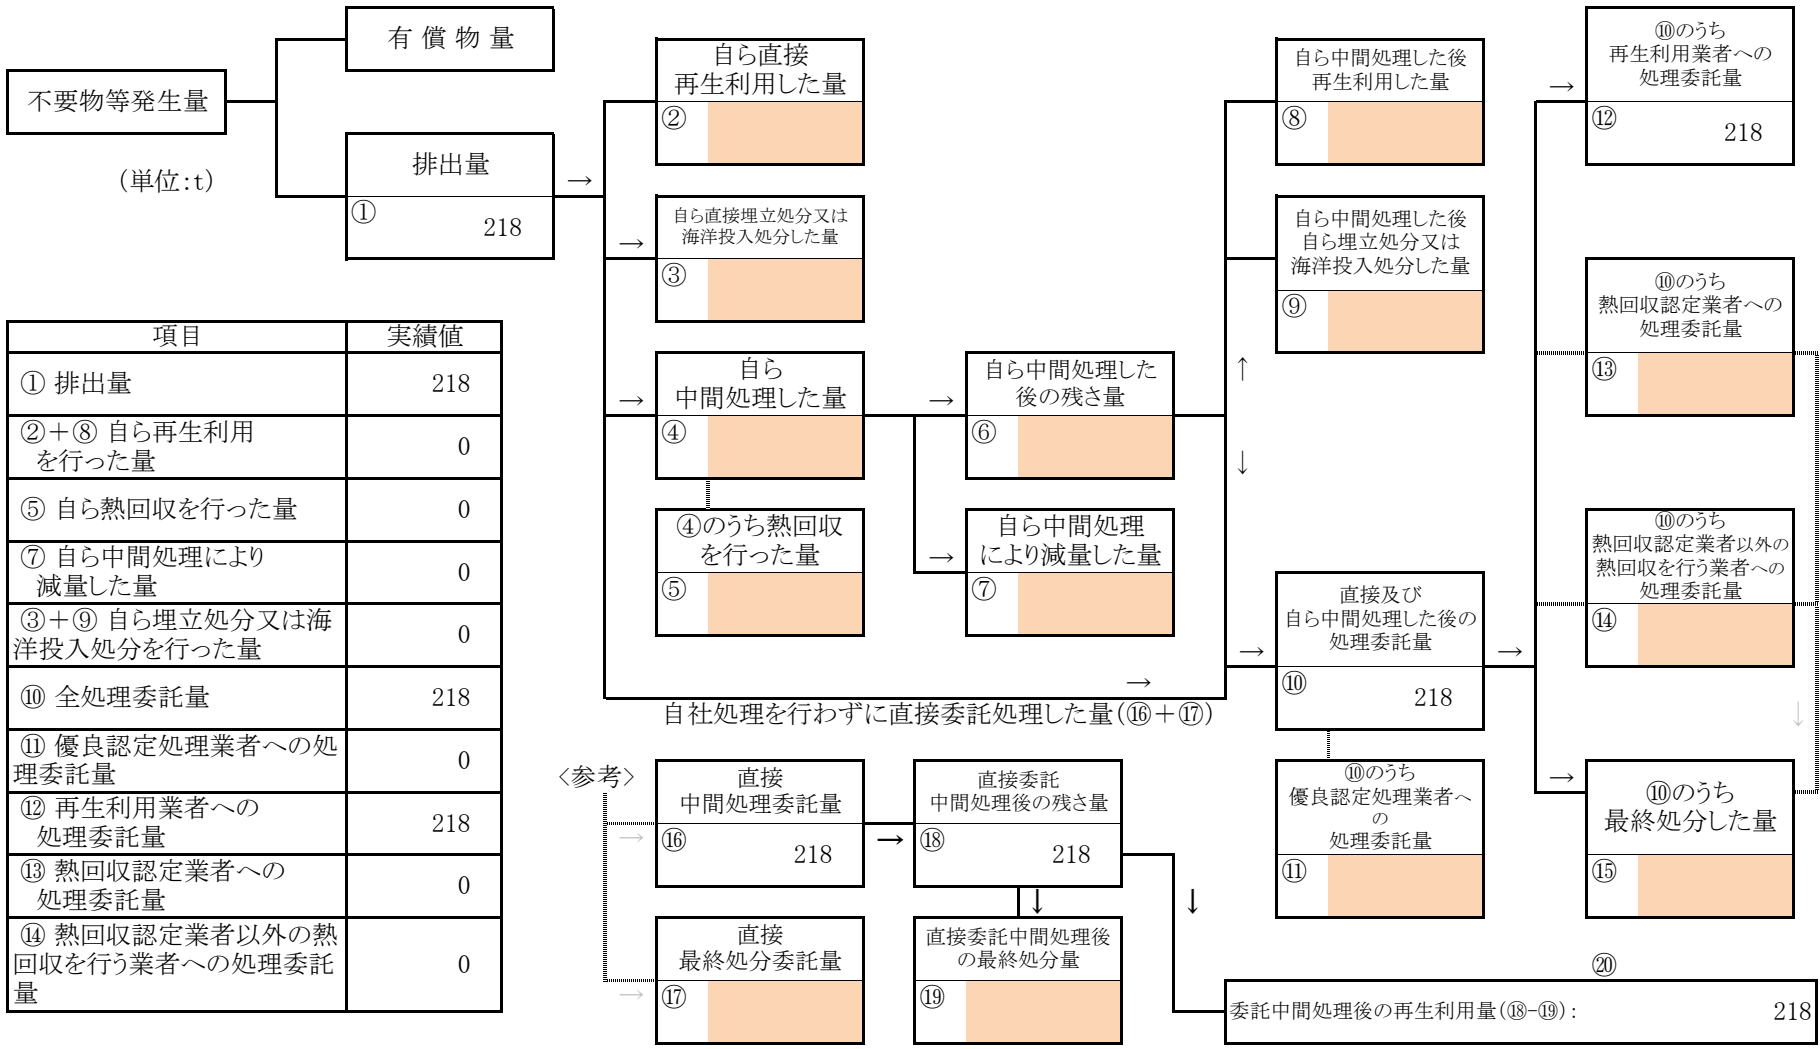 不要物等発生量
(単位:t)
有 償 物 量
排出量
①
218
→
自ら直接
再生利用した量
②
→
自ら直接埋立処分又は
海洋投入処分した量
③
→
自ら
中間処理した量
④
④のうち熱回収
を行った量
⑤
→
自ら中間処理した
後の残さ量
⑥
→
自ら中間処理
により減量した量
⑦
↑
↓
自ら中間処理した後
再生利用した量
⑧
自ら中間処理した後
自ら埋立処分又は
海洋投入処分した量
⑨
→
自社処理を行わずに直接委託処理した量(⑯+⑰)
→
直接及び
自ら中間処理した後の
処理委託量
⑩
218
→
⑩のうち
優良認定処理業者へ
の
処理委託量
⑪
→
⑩のうち
再生利用業者への
処理委託量
⑫
218
⑩のうち
熱回収認定業者への
処理委託量
⑬
⑩のうち
熱回収認定業者以外の
熱回収を行う業者への
処理委託量
⑭
↓
→
⑩のうち
最終処分した量
⑮
項目 実績値
① 排出量 218
②+⑧ 自ら再生利用
を行った量 0
⑤ 自ら熱回収を行った量 0
⑦ 自ら中間処理により
減量した量 0
③+⑨ 自ら埋立処分又は海
洋投入処分を行った量 0
⑩ 全処理委託量 218
⑪ 優良認定処理業者への処
理委託量 0
⑫ 再生利用業者への
処理委託量 218
⑬ 熱回収認定業者への
処理委託量 0
⑭ 熱回収認定業者以外の熱
回収を行う業者への処理委託
量 0
<参考>
→
直接
中間処理委託量
⑯
218
→
直接委託
中間処理後の残さ量
⑱
218
↓
↓
→
直接
最終処分委託量
⑰
直接委託中間処理後
の最終処分量
⑲
⑳
委託中間処理後の再生利用量(⑱-⑲): 218